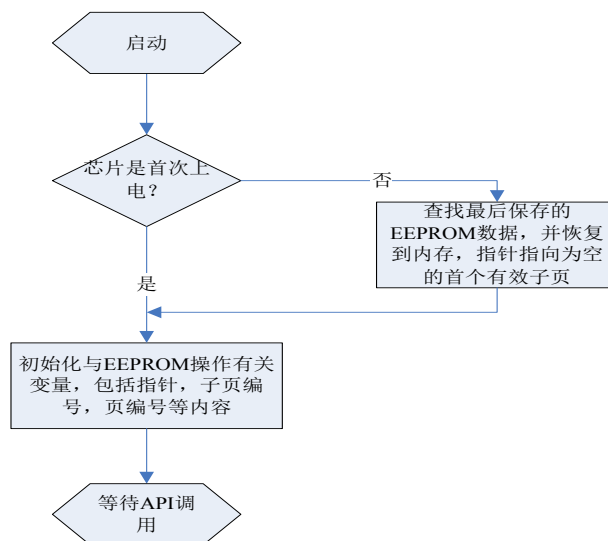 启动
芯片是首次上
电?
否
查找最后保存的
EEPROM数据，并恢复
到内存，指针指向为空
的首个有效子页
是
初始化与EEPROM操作有关
变量，包括指针，子页编
号，页编号等内容
等待API调
用